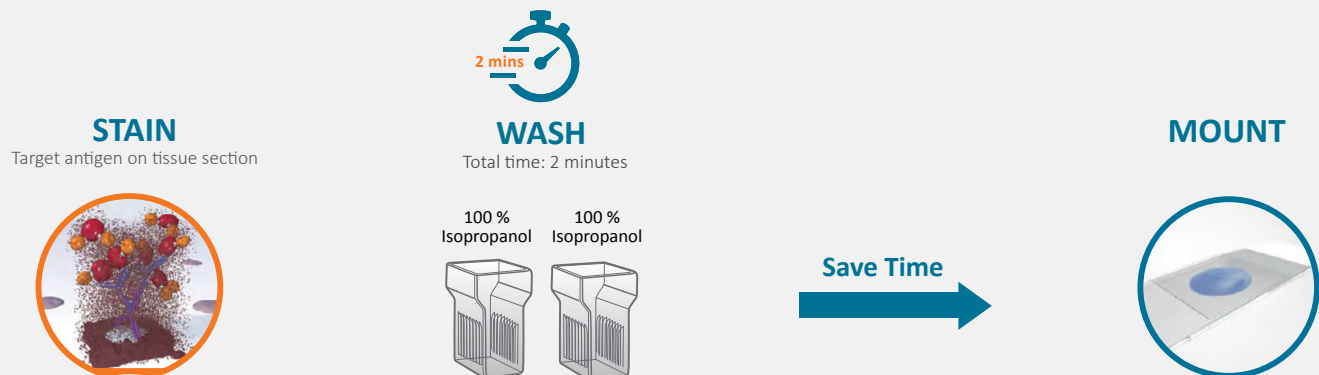 2 mins
STAIN
Target antigen on tissue section
WASH
Total time: 2 minutes
100 %
Isopropanol
100 %
Isopropanol
Save Time
MOUNT